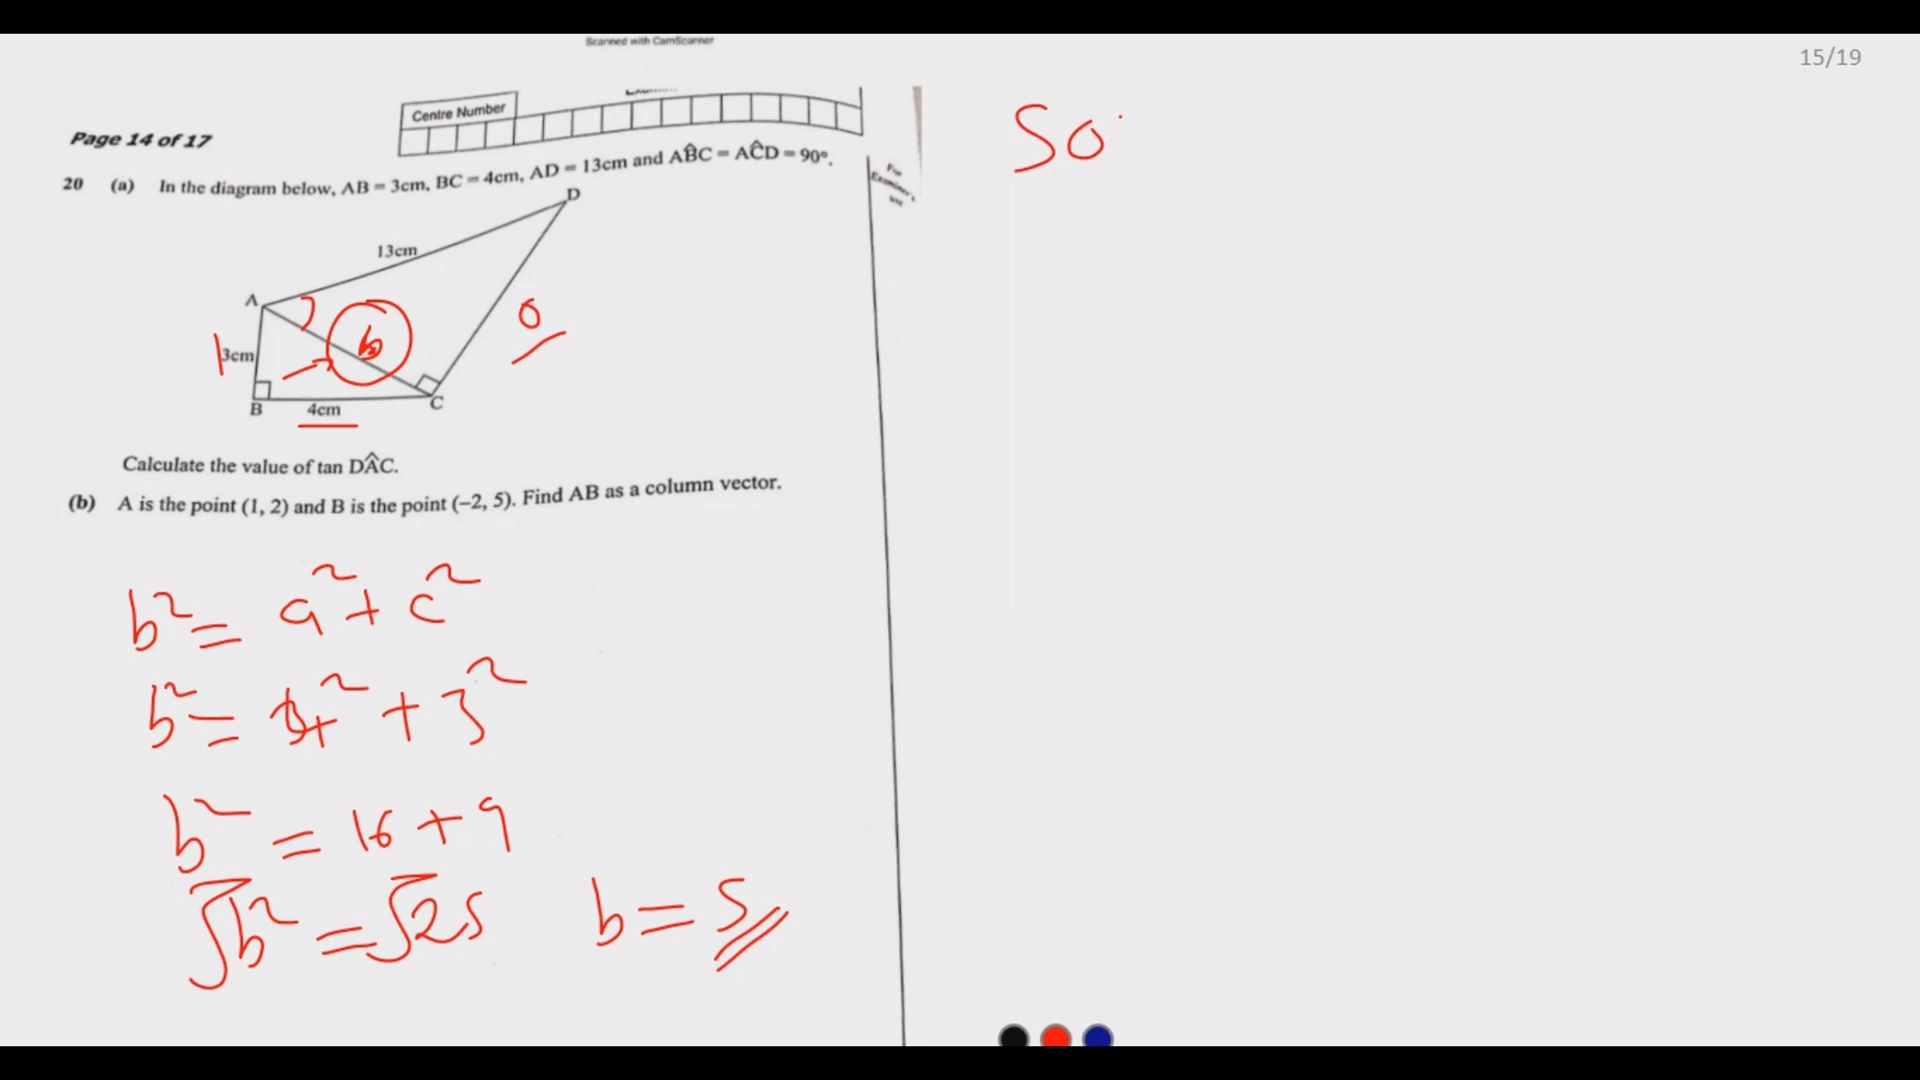 Scanned with CamScanner
15/19
Centre Number
Page 14 of 17
20 (a) In the diagram below, AB = 3cm, BC = 4cm, AD = 13cm and AB̂C = AĈD = 90°.
For
Examiner's
use
So
D
13cm
A
b
o
3cm
B
4cm
C
Calculate the value of tan DÂC.
(b) A is the point (1, 2) and B is the point (–2, 5). Find AB as a column vector.
b² = a² + c²
b² = 4² + 3²
b² = 16 + 9
√b² = √25 b = 5